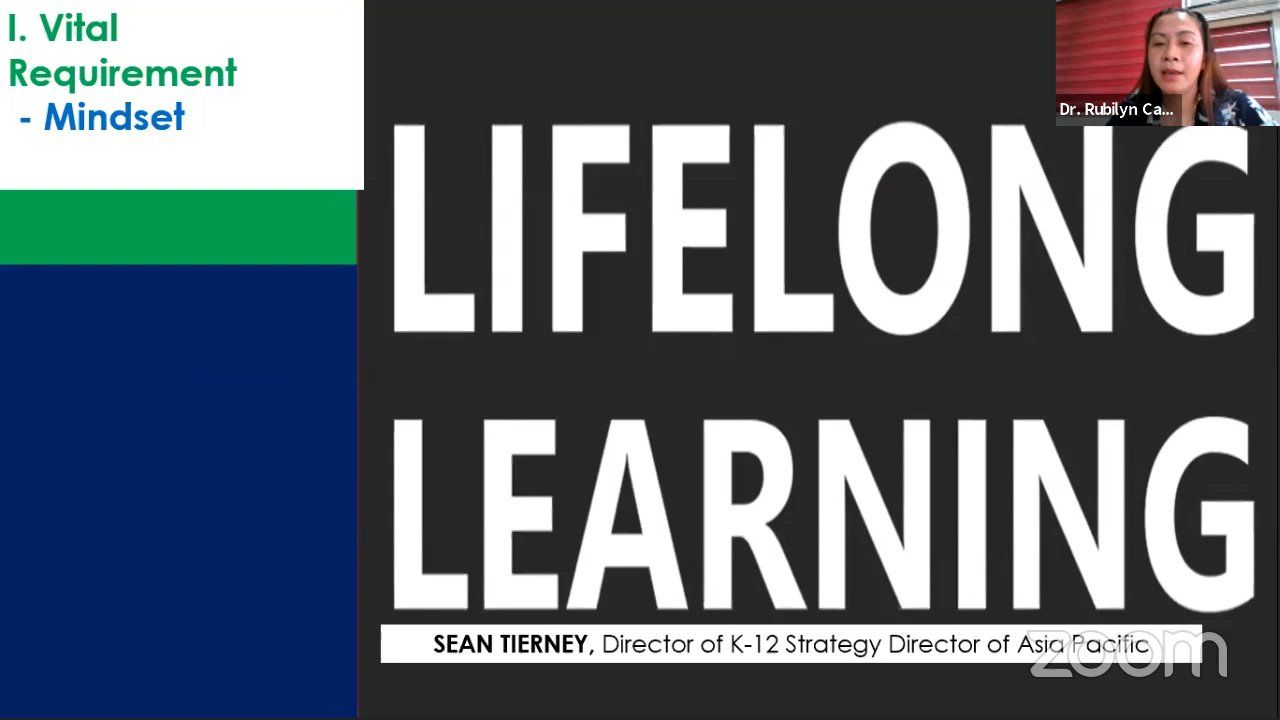 I. Vital
Requirement
- Mindset
Dr. Rubilyn Ca...
LIFELONG
LEARNING
SEAN TIERNEY, Director of K-12 Strategy Director of Asia Pacific
zoom